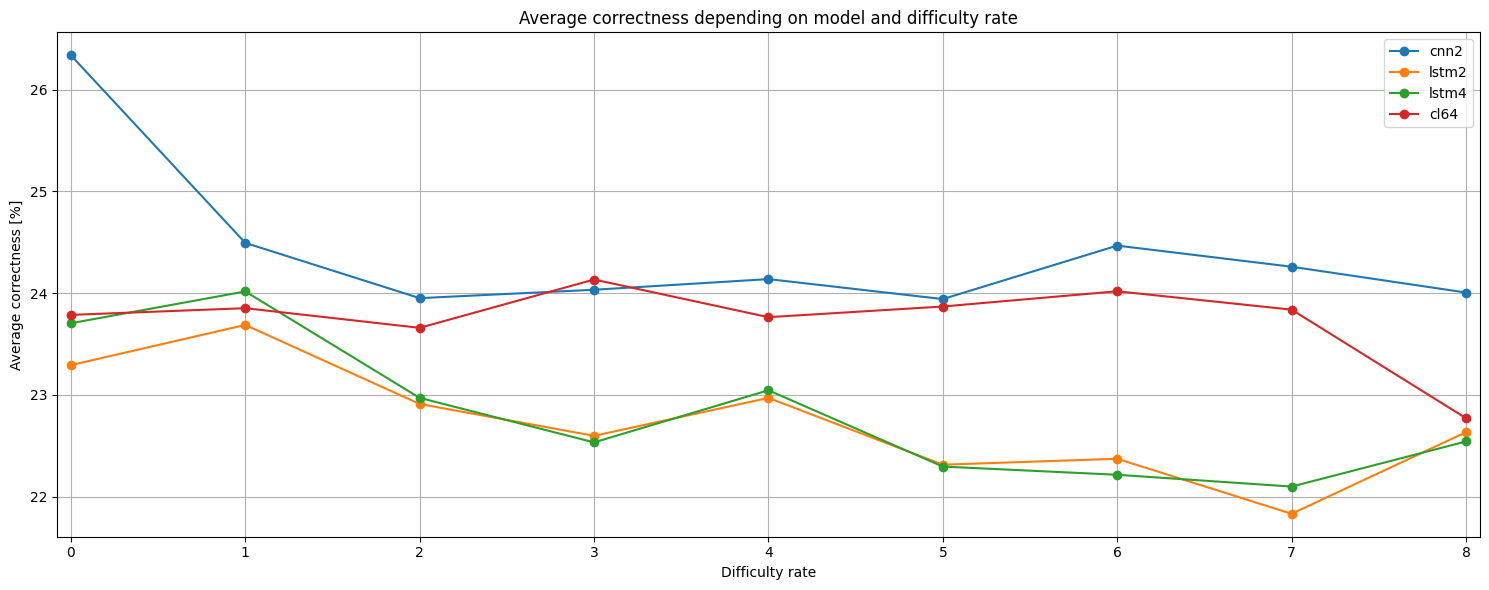 Average correctness depending on model and difficulty rate
cnn2
lstm2
lstm4
cl64
Average correctness [%]
26
25
24
23
22
0 1 2 3 4 5 6 7 8
Difficulty rate